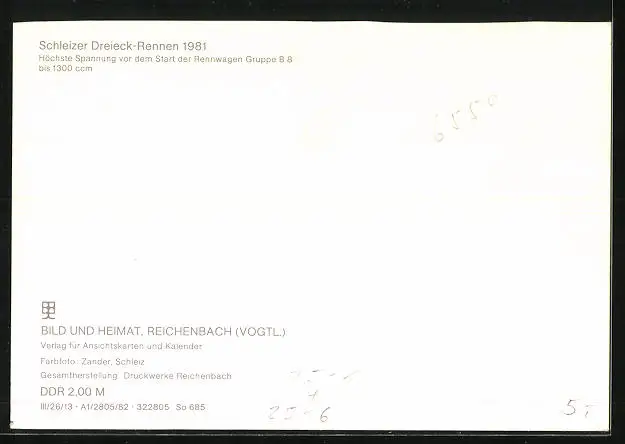 Schleizer Dreieck-Rennen 1981
Höchste Spannung vor dem Start der Rennwagen Gruppe B 8
bis 1300 ccm
6550
BILD UND HEIMAT, REICHENBACH (VOGTL.)
Verlag für Ansichtskarten und Kalender
Farbfoto: Zander, Schleiz
Gesamtherstellung: Druckwerke Reichenbach
DDR 2,00 M
III/26/13 · A1/2805/82 · 322805 So 685